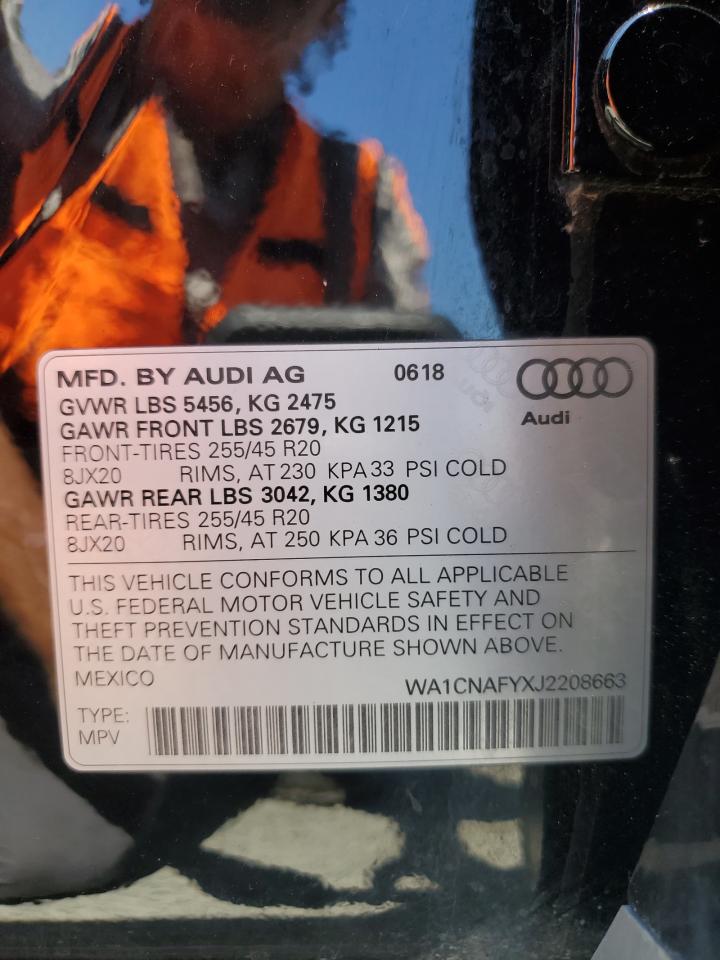 MFD. BY AUDI AG 0618
GVWR LBS 5456, KG 2475
GAWR FRONT LBS 2679, KG 1215
Audi
FRONT-TIRES 255/45 R20
8JX20 RIMS, AT 230 KPA 33 PSI COLD
GAWR REAR LBS 3042, KG 1380
REAR-TIRES 255/45 R20
8JX20 RIMS, AT 250 KPA 36 PSI COLD
THIS VEHICLE CONFORMS TO ALL APPLICABLE
U.S. FEDERAL MOTOR VEHICLE SAFETY AND
THEFT PREVENTION STANDARDS IN EFFECT ON
THE DATE OF MANUFACTURE SHOWN ABOVE.
MEXICO
WA1CNAFYXJ2208663
TYPE:
MPV